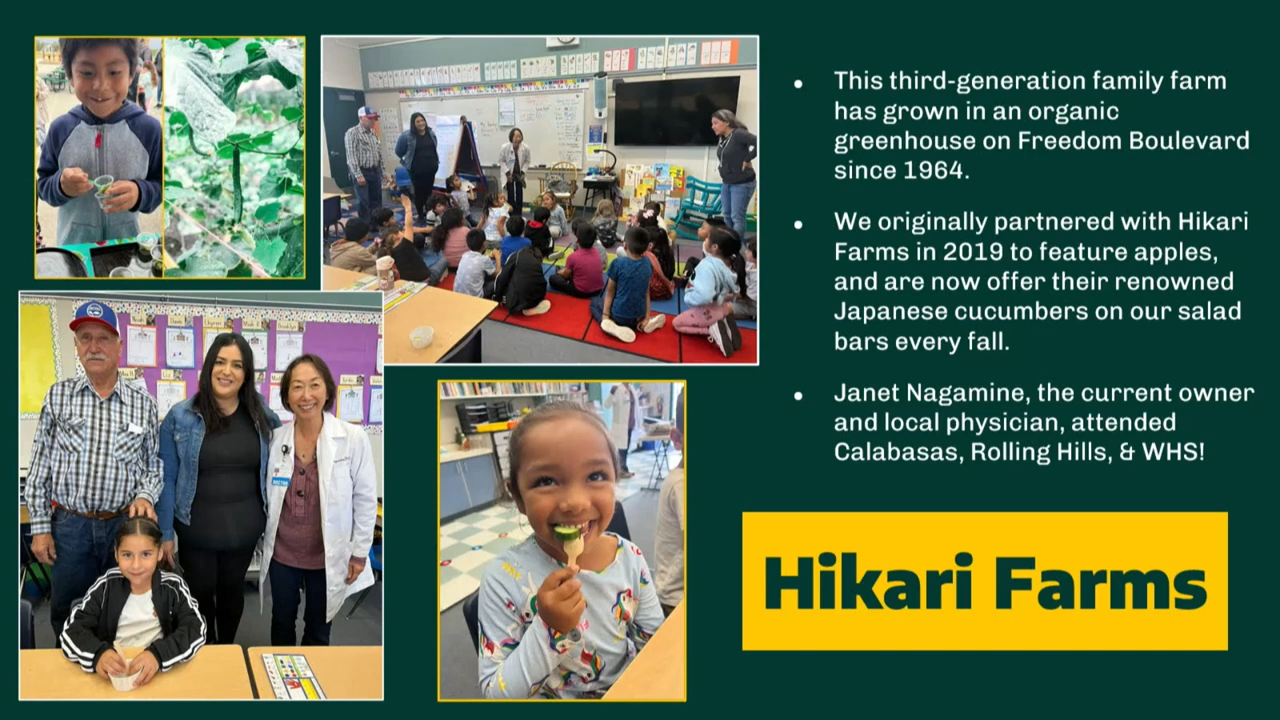 • This third-generation family farm
has grown in an organic
greenhouse on Freedom Boulevard
since 1964.
• We originally partnered with Hikari
Farms in 2019 to feature apples,
and are now offer their renowned
Japanese cucumbers on our salad
bars every fall.
• Janet Nagamine, the current owner
and local physician, attended
Calabasas, Rolling Hills, & WHS!
Hikari Farms